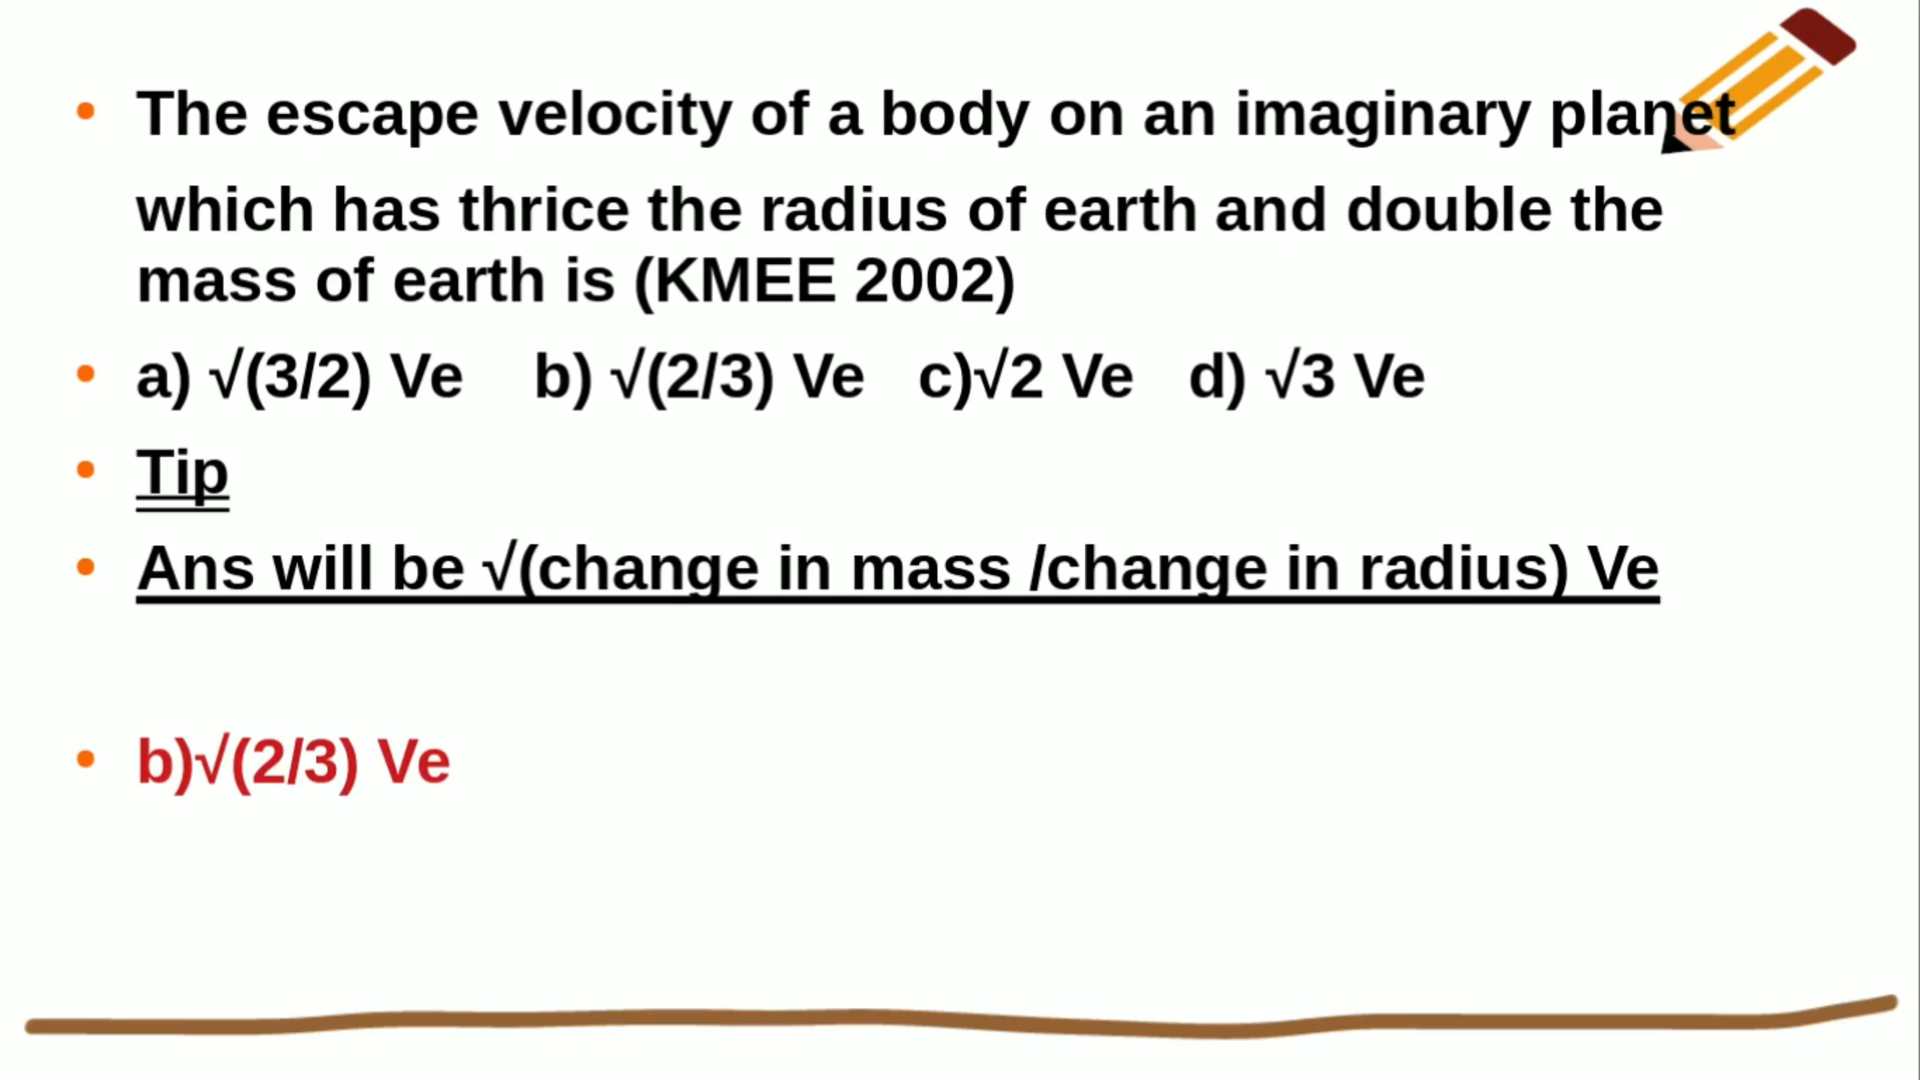 • The escape velocity of a body on an imaginary planet
which has thrice the radius of earth and double the
mass of earth is (KMEE 2002)
• a) √(3/2) Ve b) √(2/3) Ve c)√2 Ve d) √3 Ve
• Tip
• Ans will be √(change in mass /change in radius) Ve
• b)√(2/3) Ve